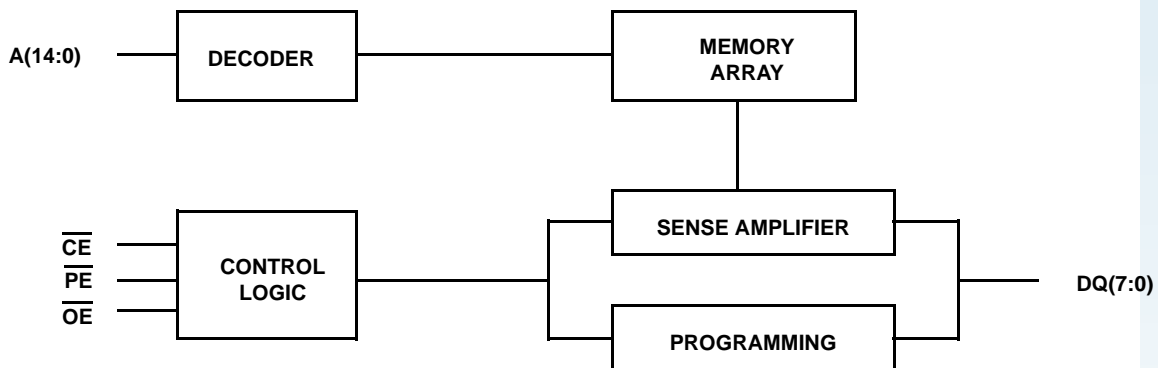 A(14:0)
DECODER
MEMORY
ARRAY
SENSE AMPLIFIER
CE
PE
OE
CONTROL
LOGIC
DQ(7:0)
PROGRAMMING